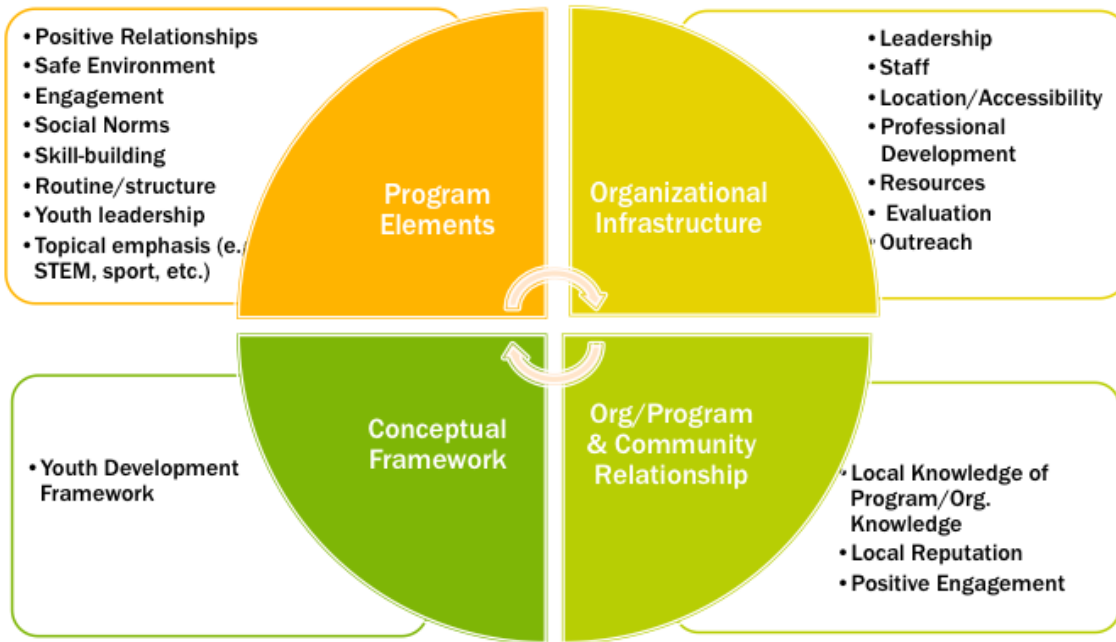 • Positive Relationships
• Safe Environment
• Engagement
• Social Norms
• Skill-building
• Routine/structure
• Youth leadership
• Topical emphasis (e.g
STEM, sport, etc.)
Program
Elements
Organizational
Infrastructure
• Leadership
• Staff
• Location/Accessibility
• Professional
Development
• Resources
• Evaluation
• Outreach
• Youth Development
Framework
Conceptual
Framework
Org/Program
& Community
Relationship
• Local Knowledge of
Program/Org.
Knowledge
• Local Reputation
• Positive Engagement